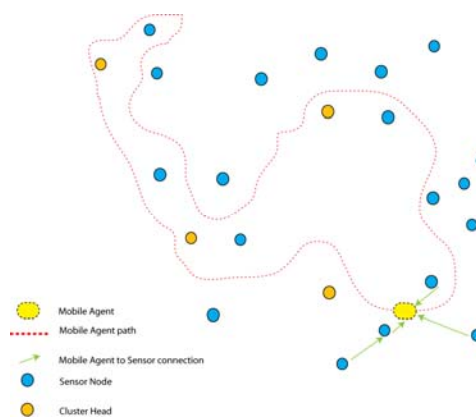 Mobile Agent
Mobile Agent path
Mobile Agent to Sensor connection
Sensor Node
Cluster Head